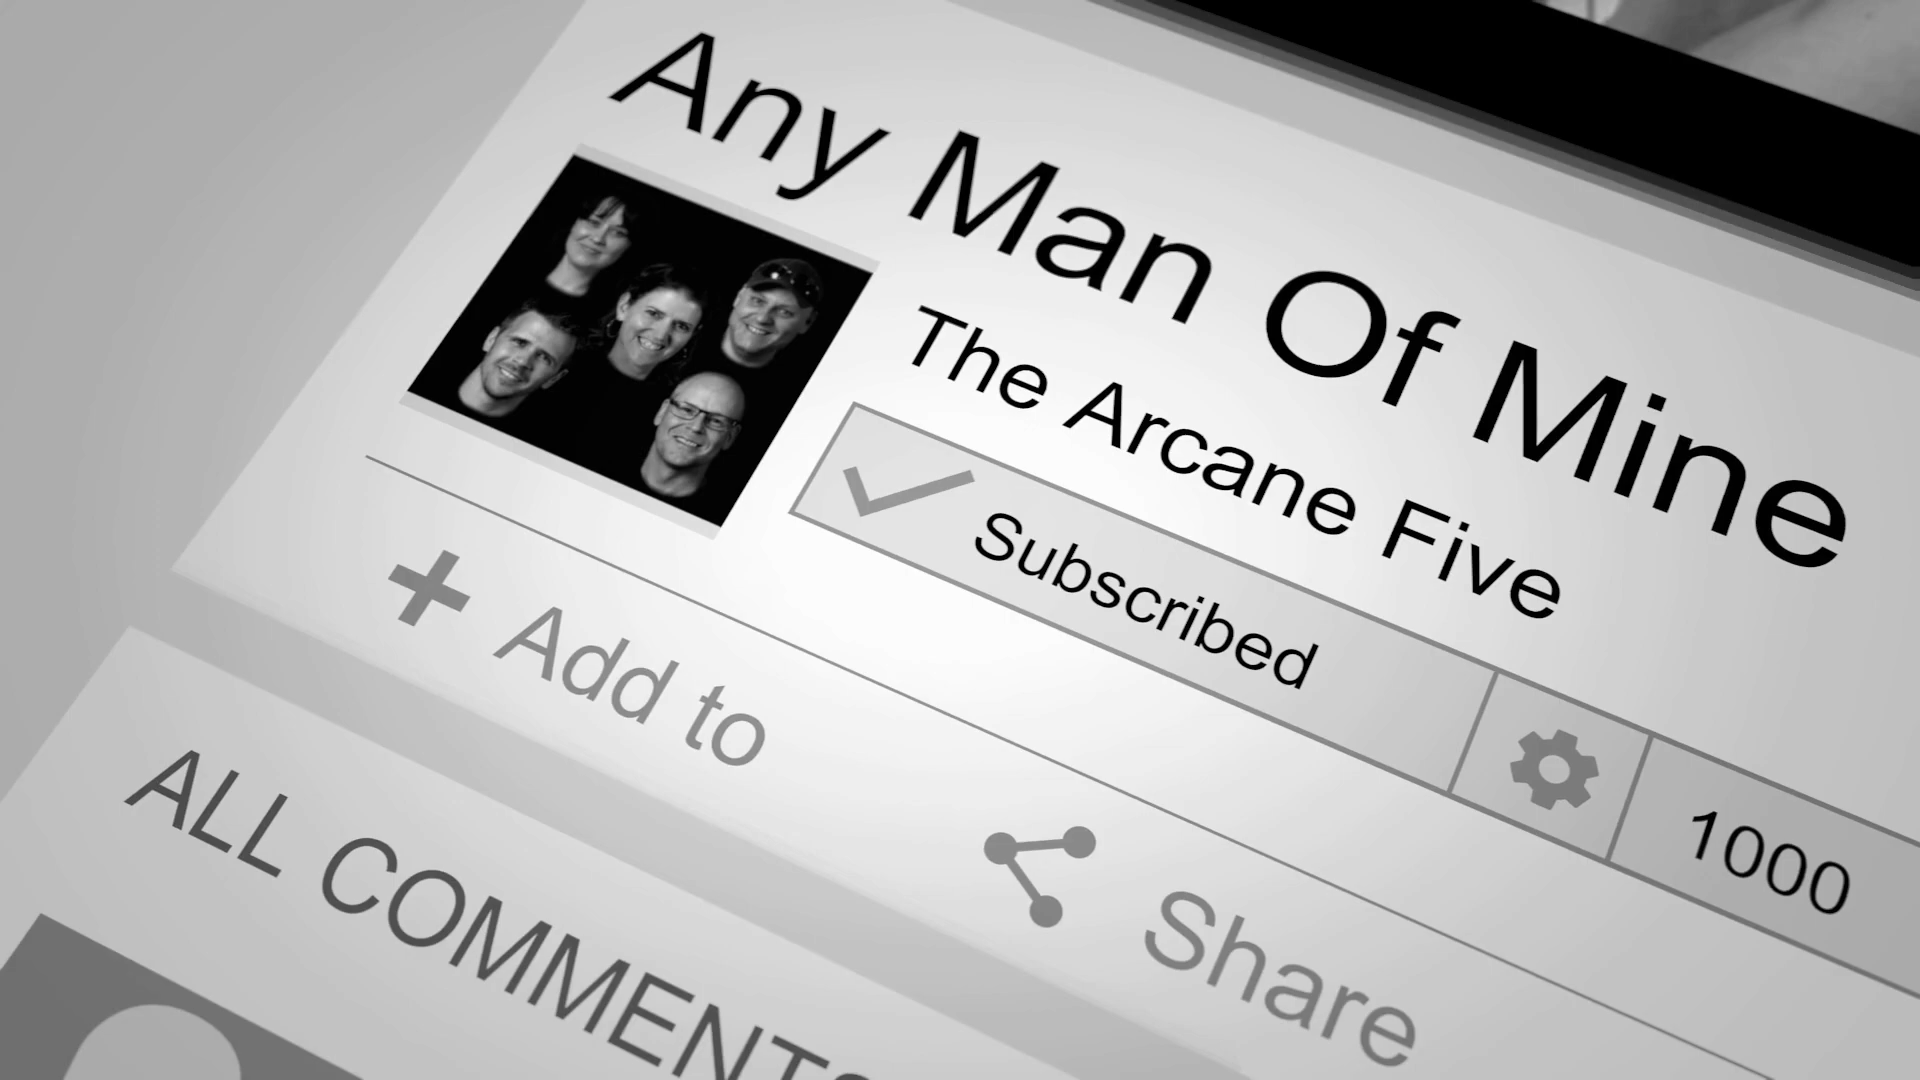 Any Man Of Mine
The Arcane Five
Subscribed
1000
Add to
Share
ALL COMMENTS